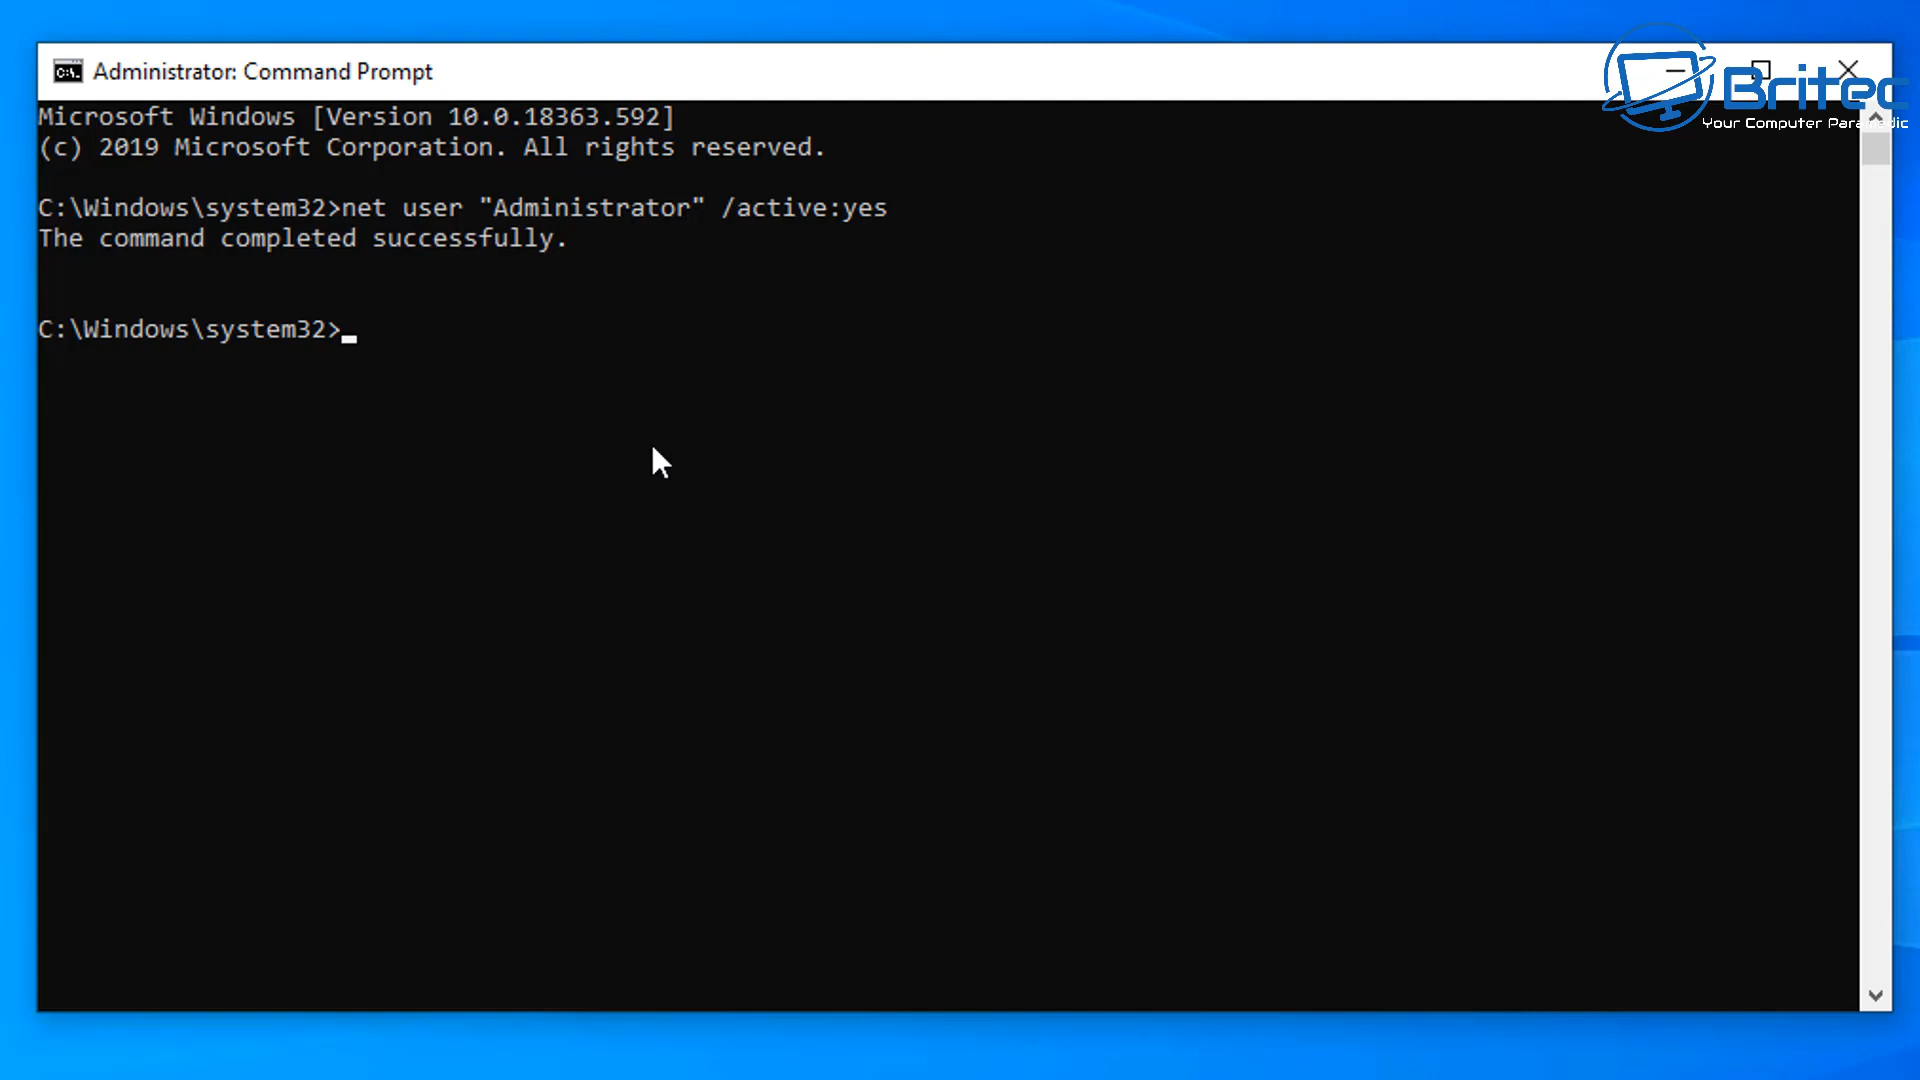 Administrator: Command Prompt
Britec
Your Computer Paramedic
Microsoft Windows [Version 10.0.18363.592]
(c) 2019 Microsoft Corporation. All rights reserved.
C:\Windows\system32>net user "Administrator" /active:yes
The command completed successfully.
C:\Windows\system32>